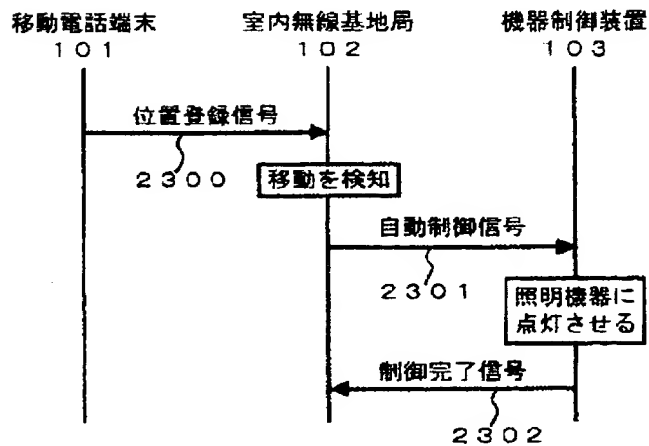 移動電話端末 室内無線基地局 機器制御装置
101 102 103
位置登録信号
2300
移動を検知
自動制御信号
2301
照明機器に
点灯させる
制御完了信号
2302